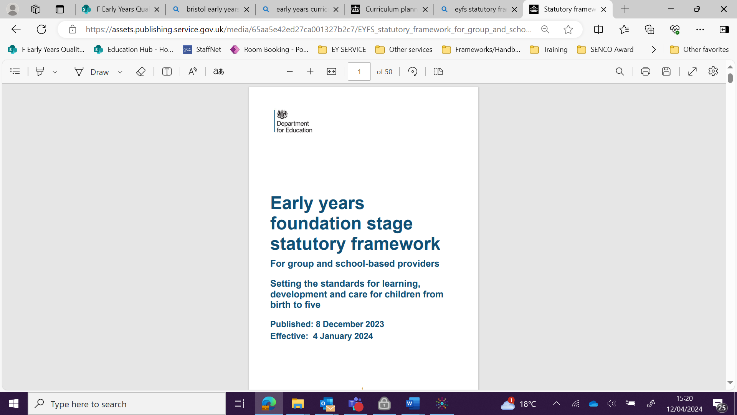 F Early Years Qua
bristol early year
early years curric
Curriculum plann
eyfs statutory fra
Statutory framew
https://assets.publishing.service.gov.uk/media/65aa5e42ed27ca001327b2c7/EYFS_statutory_framework_for_group_and_scho...
F Early Years Qualit...
Education Hub - Ho...
StaffNet
Room Booking - Po...
EY SERVICE
Other services
Frameworks/Handb...
Training
SENCO Award
Other favorites
Draw
1
of 50
Department
for Education
Early years
foundation stage
statutory framework
For group and school-based providers
Setting the standards for learning,
development and care for children from
birth to five
Published: 8 December 2023
Effective: 4 January 2024
Type here to search
18°C
15:20
12/04/2024
25